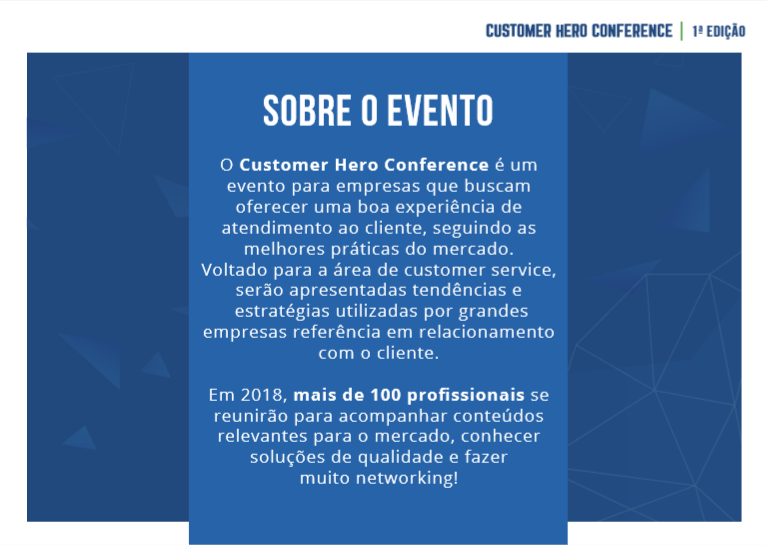 CUSTOMER HERO CONFERENCE | 1ª EDIÇÃO
SOBRE O EVENTO
O Customer Hero Conference é um
evento para empresas que buscam
oferecer uma boa experiência de
atendimento ao cliente, seguindo as
melhores práticas do mercado.
Voltado para a área de customer service,
serão apresentadas tendências e
estratégias utilizadas por grandes
empresas referência em relacionamento
com o cliente.
Em 2018, mais de 100 profissionais se
reunirão para acompanhar conteúdos
relevantes para o mercado, conhecer
soluções de qualidade e fazer
muito networking!